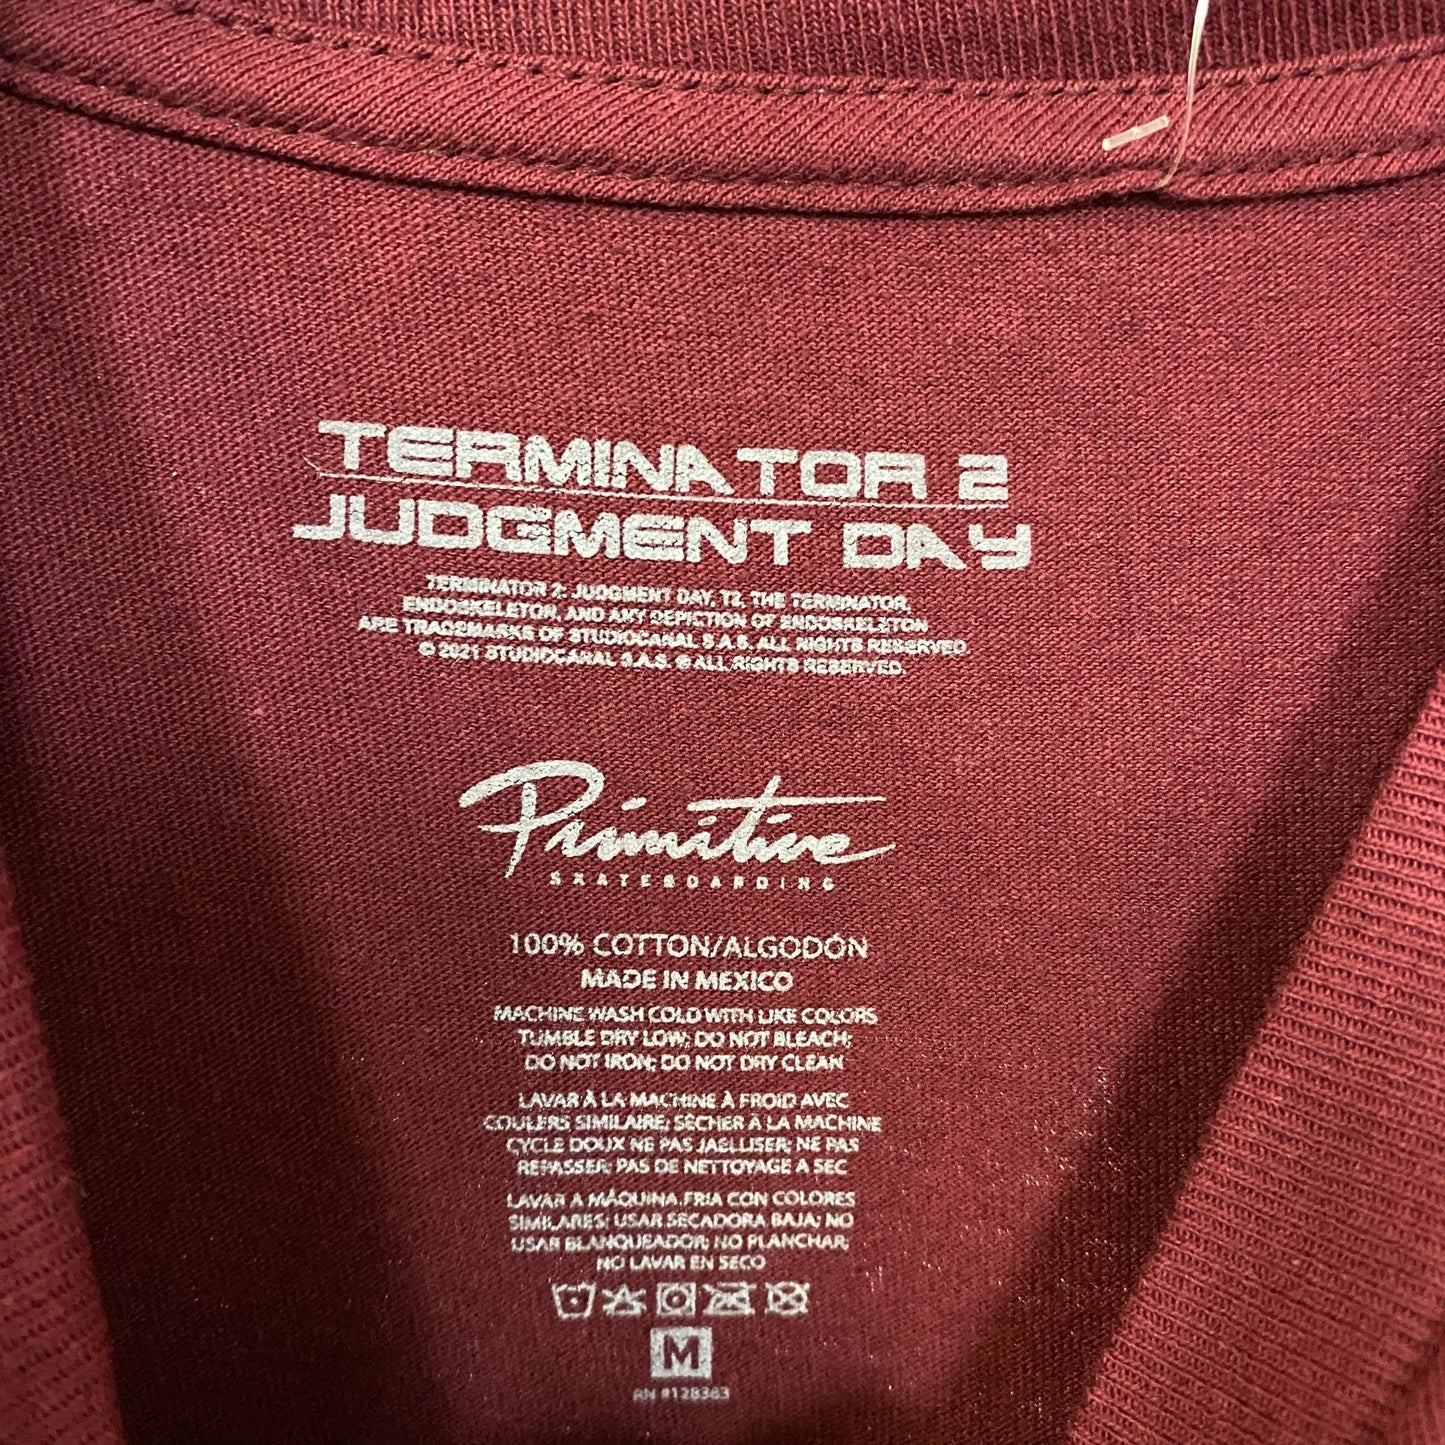 TERMINATOR 2
JUDGMENT DAY
TERMINATOR 2: JUDGMENT DAY, T2, THE TERMINATOR,
ENDOSKELETON, AND ANY DEPICTION OF ENDOSKELETON
ARE TRADEMARKS OF STUDIOCANAL S.A.S. ALL RIGHTS RESERVED.
© 2021 STUDIOCANAL S.A.S. ® ALL RIGHTS RESERVED.
Primitive
SKATEBOARDING
100% COTTON/ALGODÓN
MADE IN MEXICO
MACHINE WASH COLD WITH LIKE COLORS
TUMBLE DRY LOW; DO NOT BLEACH;
DO NOT IRON; DO NOT DRY CLEAN
LAVAR À LA MACHINE À FROID AVEC
COULERS SIMILAIRE; SÉCHER À LA MACHINE
CYCLE DOUX NE PAS JAELLISER; NE PAS
REPASSER; PAS DE NETTOYAGE A SEC
LAVAR A MÁQUINA FRIA CON COLORES
SIMILARES; USAR SECADORA BAJA; NO
USAR BLANQUEADOR; NO PLANCHAR;
NO LAVAR EN SECO
M
RN #128363